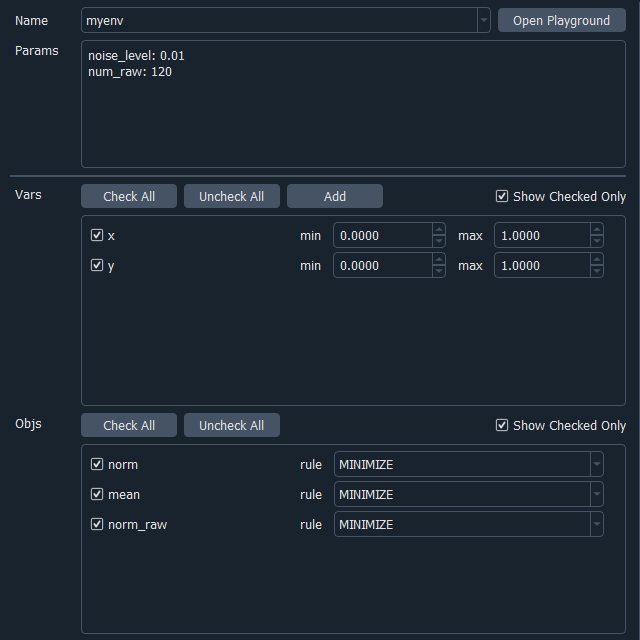 Name myenv Open Playground
Params noise_level: 0.01
num_raw: 120
Vars Check All Uncheck All Add Show Checked Only
x min 0.0000 max 1.0000
y min 0.0000 max 1.0000
Objs Check All Uncheck All Show Checked Only
norm rule MINIMIZE
mean rule MINIMIZE
norm_raw rule MINIMIZE